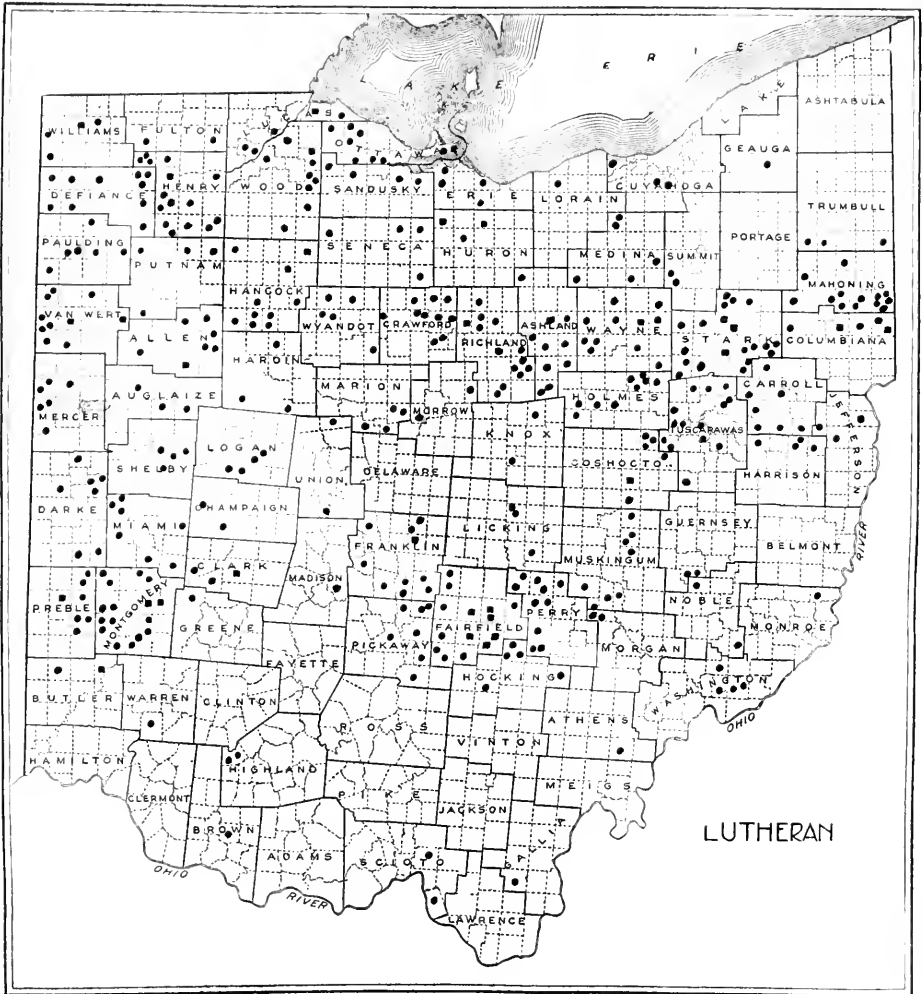 LAKE ERIE
LAKE
ASHTABULA
WILLIAMS
FULTON
LUCAS
OTTAWA
GEAUGA
CUYAHOGA
DEFIANCE
HENRY
WOOD
SANDUSKY
ERIE
LORAIN
TRUMBULL
PAULDING
PUTNAM
SENECA
HURON
MEDINA
SUMMIT
PORTAGE
MAHONING
VAN WERT
ALLEN
HANCOCK
WYANDOT
CRAWFORD
RICHLAND
ASHLAND
WAYNE
STARK
COLUMBIANA
HARDIN
MERCER
AUGLAIZE
MARION
MORROW
HOLMES
TUSCARAWAS
CARROLL
JEFFERSON
KNOX
LOGAN
SHELBY
UNION
DELAWARE
COSHOCTO
HARRISON
DARKE
MIAMI
CHAMPAIGN
LICKING
GUERNSEY
BELMONT
RIVER
FRANKLIN
MUSKINGUM
CLARK
MADISON
PREBLE
MONTGOMERY
GREENE
PICKAWAY
FAIRFIELD
PERRY
NOBLE
MONROE
MORGAN
FAYETTE
HOCKING
WASHINGTON
BUTLER
WARREN
CLINTON
ROSS
ATHENS
OHIO
VINTON
HAMILTON
HIGHLAND
MEIGS
CLERMONT
PIKE
JACKSON
BROWN
LUTHERAN
ADAMS
SCIOTO
GALLIA
OHIO
RIVER
LAWRENCE